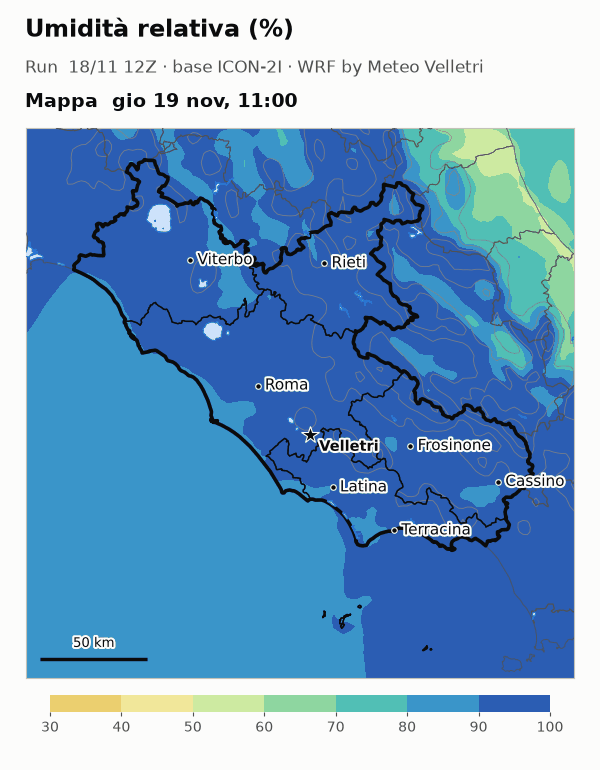 Umidità relativa (%)
Run  18/11 12Z · base ICON-2I · WRF by Meteo Velletri
Mappa  gio 19 nov, 11:00
Viterbo
Rieti
Roma
Velletri
Frosinone
Cassino
Latina
Terracina
50 km
30 40 50 60 70 80 90 100